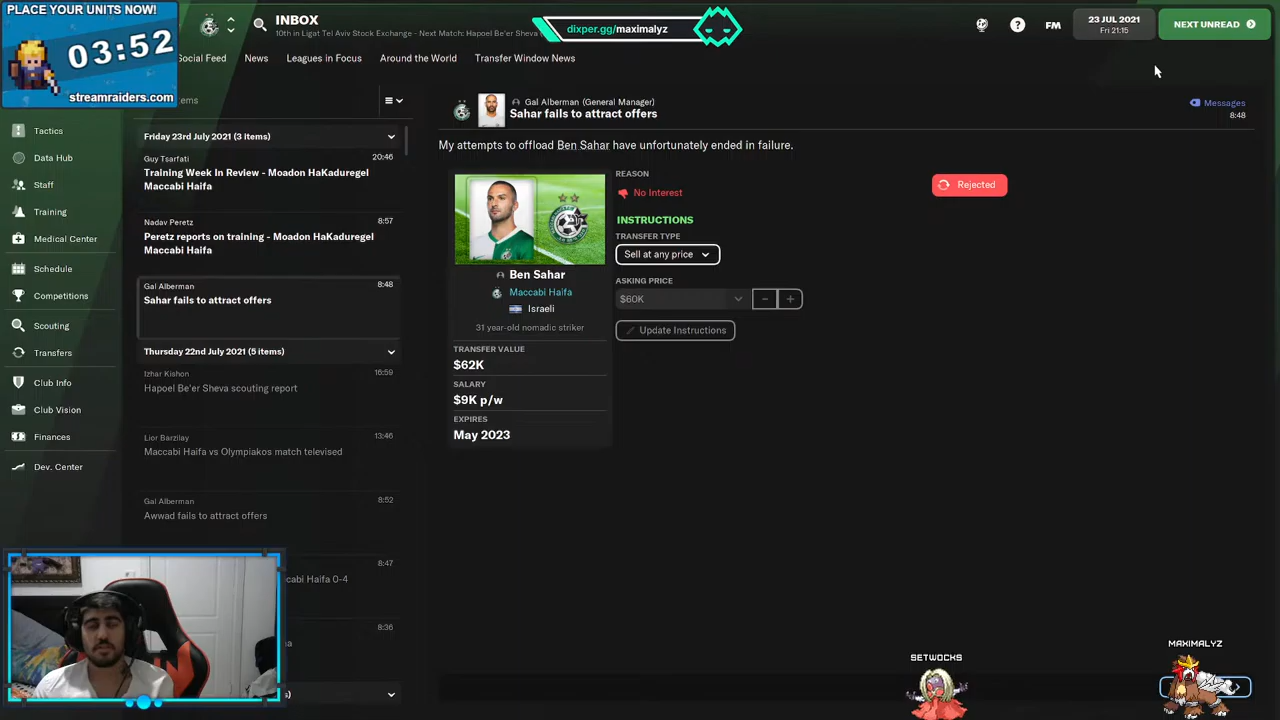 PLACE YOUR UNITS NOW!
03:52
streamraiders.com
INBOX
10th in Ligat Tel Aviv Stock Exchange - Next Match: Hapoel Be'er Sheva
dixper.gg/maximalyz
?
FM
23 JUL 2021
Fri 21:15
NEXT UNREAD
Social Feed
News
Leagues in Focus
Around the World
Transfer Window News
Tactics
Data Hub
Staff
Training
Medical Center
Schedule
Competitions
Scouting
Transfers
Club Info
Club Vision
Finances
Dev. Center
Friday 23rd July 2021 (3 items)
Guy Tsarfati
20:46
Training Week In Review - Moadon HaKaduregel
Maccabi Haifa
Nadav Peretz
8:57
Peretz reports on training - Moadon HaKaduregel
Maccabi Haifa
Gal Alberman
8:48
Sahar fails to attract offers
Thursday 22nd July 2021 (5 items)
Izhar Kishon
16:59
Hapoel Be'er Sheva scouting report
Lior Barzilay
13:46
Maccabi Haifa vs Olympiakos match televised
Gal Alberman
8:52
Awwad fails to attract offers
8:47
ccabi Haifa 0-4
8:36
Gal Alberman (General Manager)
Sahar fails to attract offers
Messages
8:48
My attempts to offload Ben Sahar have unfortunately ended in failure.
Ben Sahar
Maccabi Haifa
Israeli
31 year-old nomadic striker
TRANSFER VALUE
$62K
SALARY
$9K p/w
EXPIRES
May 2023
REASON
No Interest
Rejected
INSTRUCTIONS
TRANSFER TYPE
Sell at any price
ASKING PRICE
$60K
- +
Update Instructions
SETWOCKS
MAXIMALYZ